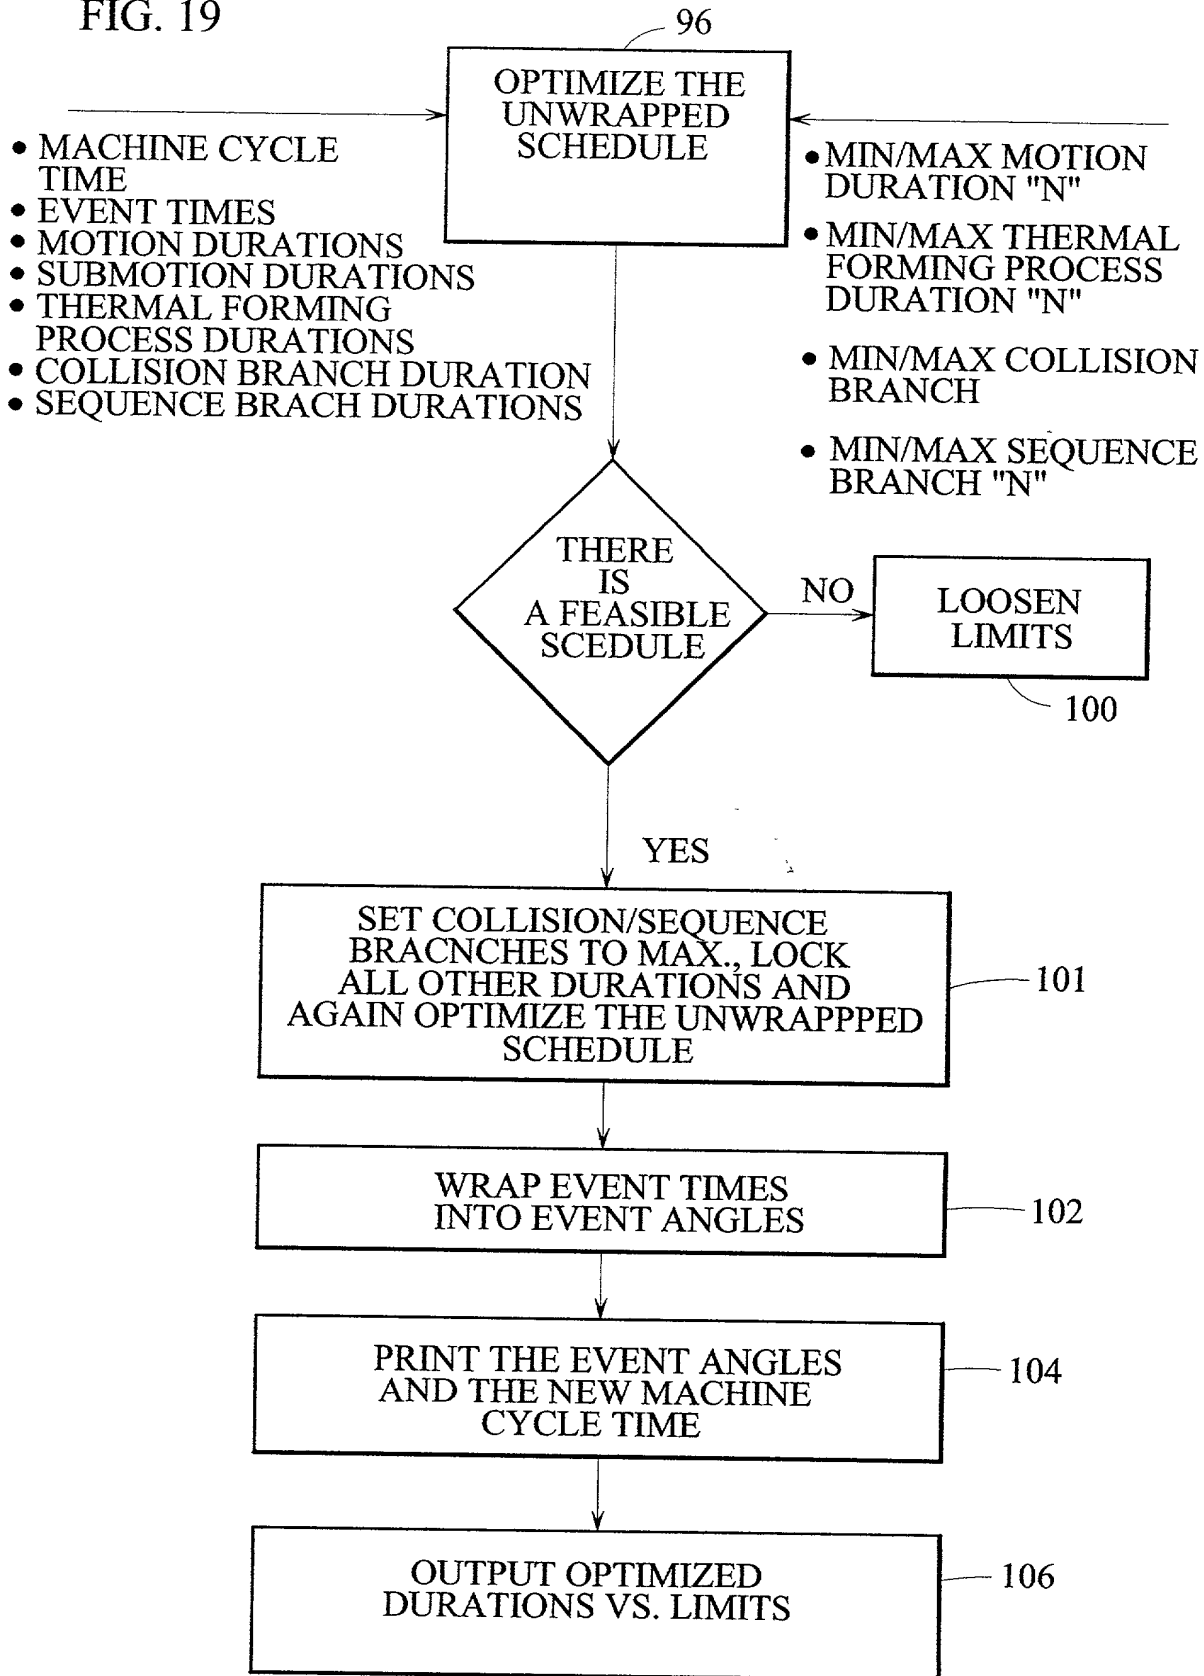 FIG. 19
96
OPTIMIZE THE
UNWRAPPED
SCHEDULE
• MACHINE CYCLE
TIME
• EVENT TIMES
• MOTION DURATIONS
• SUBMOTION DURATIONS
• THERMAL FORMING
PROCESS DURATIONS
• COLLISION BRANCH DURATION
• SEQUENCE BRACH DURATIONS
• MIN/MAX MOTION
DURATION "N"
• MIN/MAX THERMAL
FORMING PROCESS
DURATION "N"
• MIN/MAX COLLISION
BRANCH
• MIN/MAX SEQUENCE
BRANCH "N"
THERE
IS
A FEASIBLE
SCEDULE
NO
LOOSEN
LIMITS
100
YES
SET COLLISION/SEQUENCE
BRACNCHES TO MAX., LOCK
ALL OTHER DURATIONS AND
AGAIN OPTIMIZE THE UNWRAPPPED
SCHEDULE
101
WRAP EVENT TIMES
INTO EVENT ANGLES
102
PRINT THE EVENT ANGLES
AND THE NEW MACHINE
CYCLE TIME
104
OUTPUT OPTIMIZED
DURATIONS VS. LIMITS
106